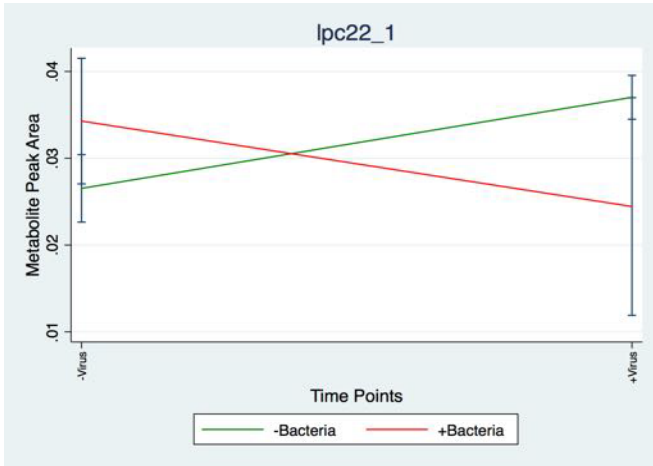 lpc22_1
Metabolite Peak Area
.04
.03
.02
.01
-Virus
+Virus
Time Points
-Bacteria
+Bacteria